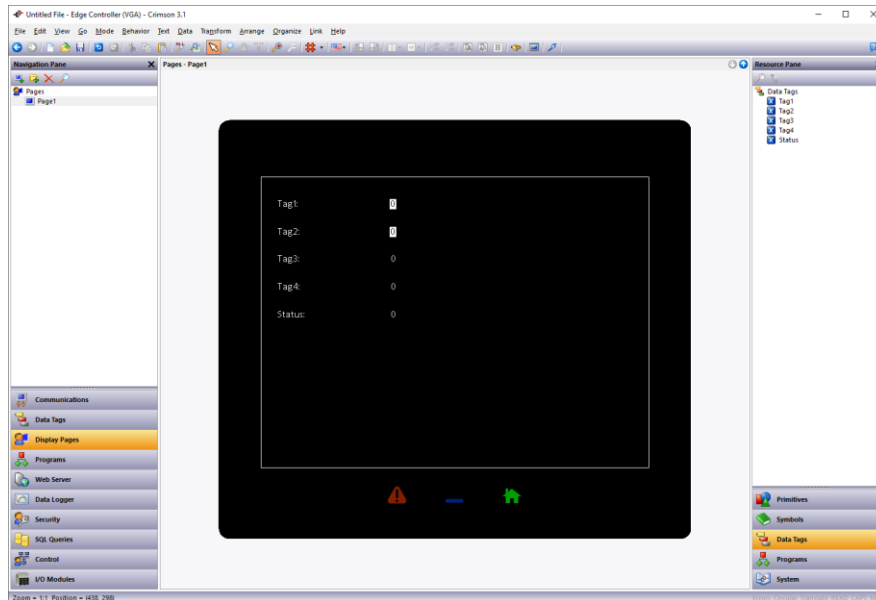 Untitled File - Edge Controller (VGA) - Crimson 3.1
File Edit View Go Mode Behavior Text Data Transform Arrange Organize Link Help
Navigation Pane
Pages - Page1
Resource Pane
Pages
Page1
Data Tags
Tag1
Tag2
Tag3
Tag4
Status
Tag1: 0
Tag2: 0
Tag3: 0
Tag4: 0
Status: 0
Communications
Data Tags
Display Pages
Programs
Web Server
Data Logger
Security
SQL Queries
Control
I/O Modules
Primitives
Symbols
Data Tags
Programs
System
Zoom = 1:1 Position = (438, 298)